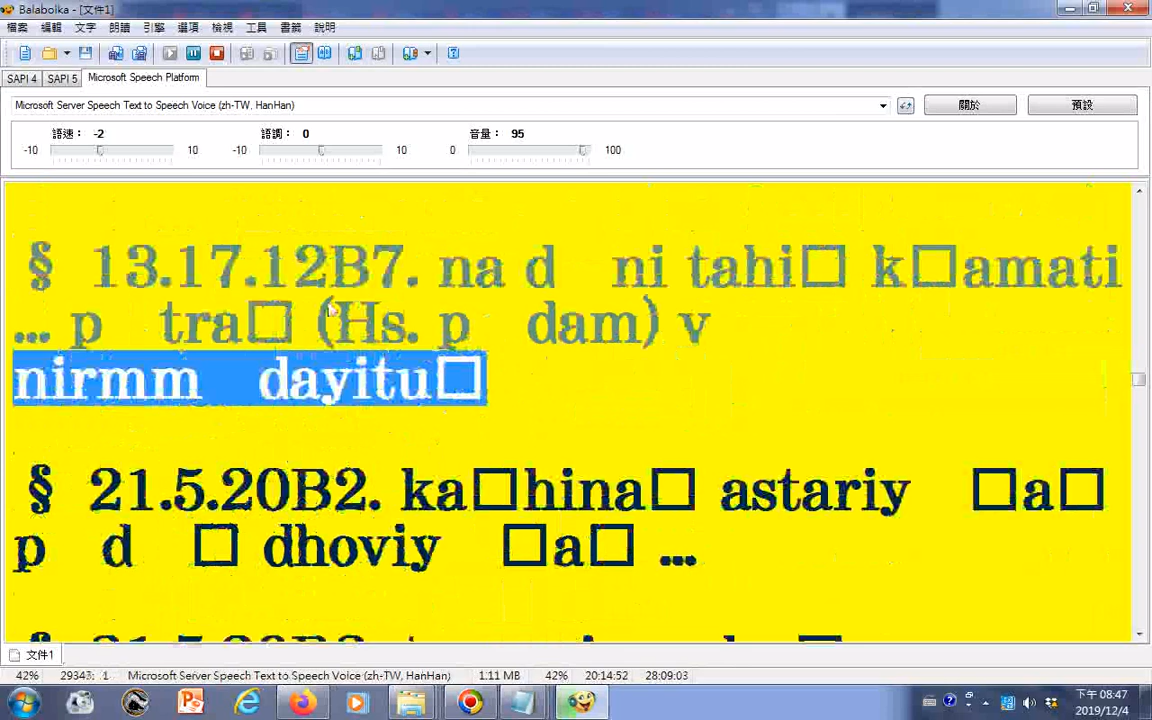 Balabolka - [文件1]
檔案 編輯 文字 朗讀 引擎 選項 檢視 工具 書籤 說明
SAPI 4 SAPI 5 Microsoft Speech Platform
Microsoft Server Speech Text to Speech Voice (zh-TW, HanHan) 關於 預設
語速： -2 語調： 0 音量： 95
-10 10 -10 10 0 100
§ 13.17.12B7. na d ni tahi□ k□amati
... p tra□ (Hs. p dam) v
nirmm dayitu□
§ 21.5.20B2. ka□hina□ astariy □a□
p d □ dhoviy □a□ ...
文件1
42% 29343: 1 Microsoft Server Speech Text to Speech Voice (zh-TW, HanHan) 1.11 MB 42% 20:14:52 28:09:03
下午 08:47
2019/12/4